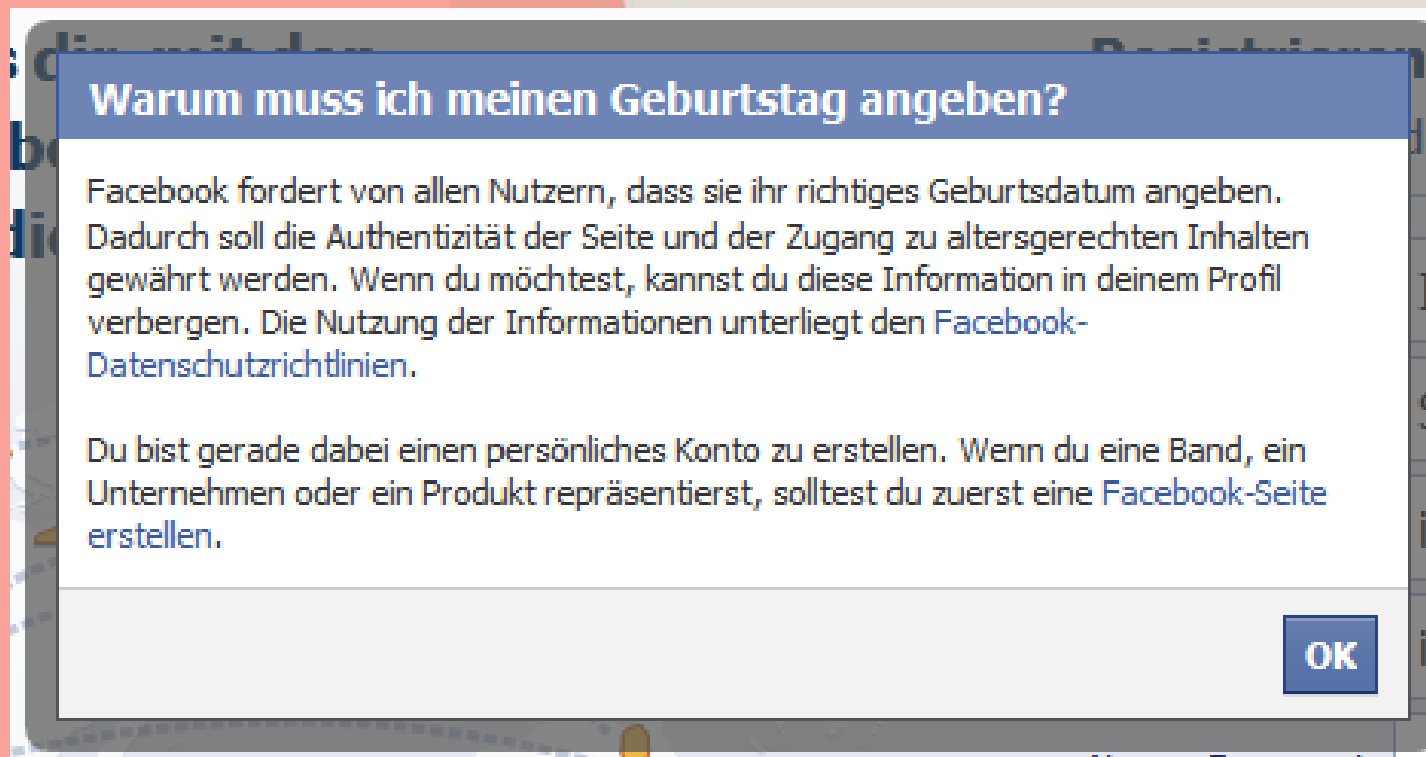 Warum muss ich meinen Geburtstag angeben?
Facebook fordert von allen Nutzern, dass sie ihr richtiges Geburtsdatum angeben.
Dadurch soll die Authentizität der Seite und der Zugang zu altersgerechten Inhalten
gewährt werden. Wenn du möchtest, kannst du diese Information in deinem Profil
verbergen. Die Nutzung der Informationen unterliegt den Facebook-
Datenschutzrichtlinien.
Du bist gerade dabei einen persönliches Konto zu erstellen. Wenn du eine Band, ein
Unternehmen oder ein Produkt repräsentierst, solltest du zuerst eine Facebook-Seite
erstellen.
OK